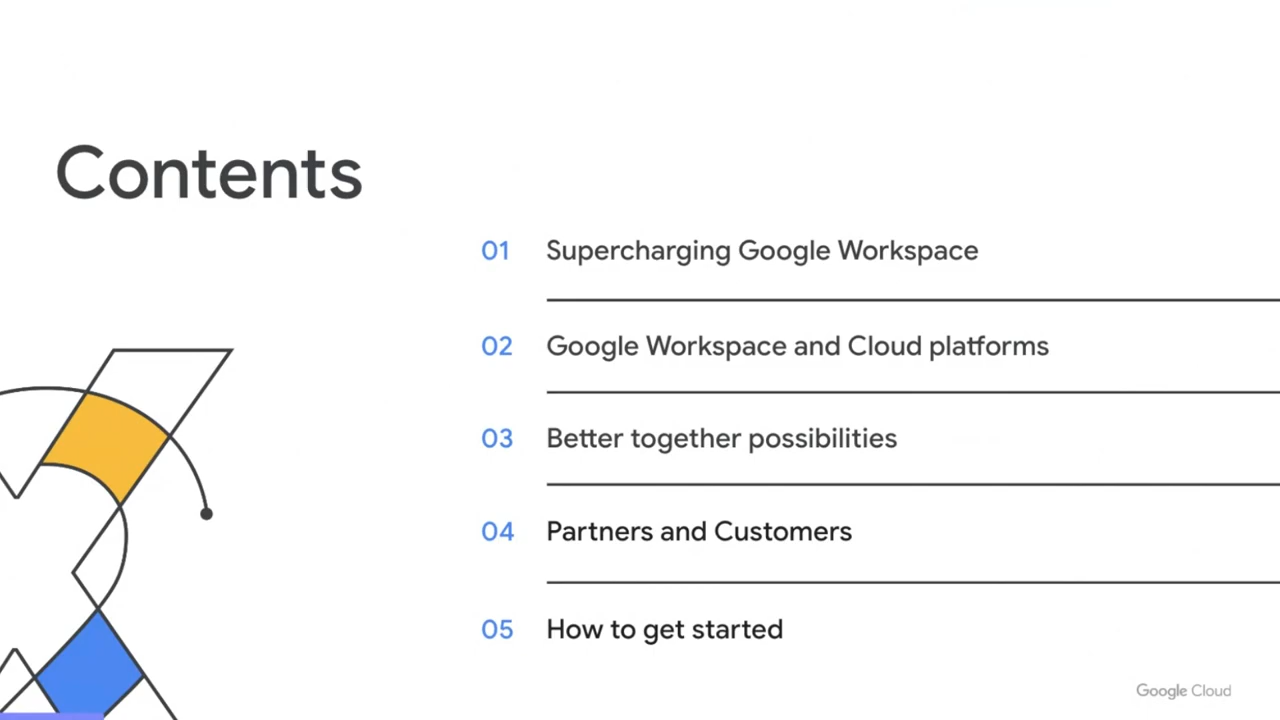 Contents
01 Supercharging Google Workspace
02 Google Workspace and Cloud platforms
03 Better together possibilities
04 Partners and Customers
05 How to get started
Google Cloud